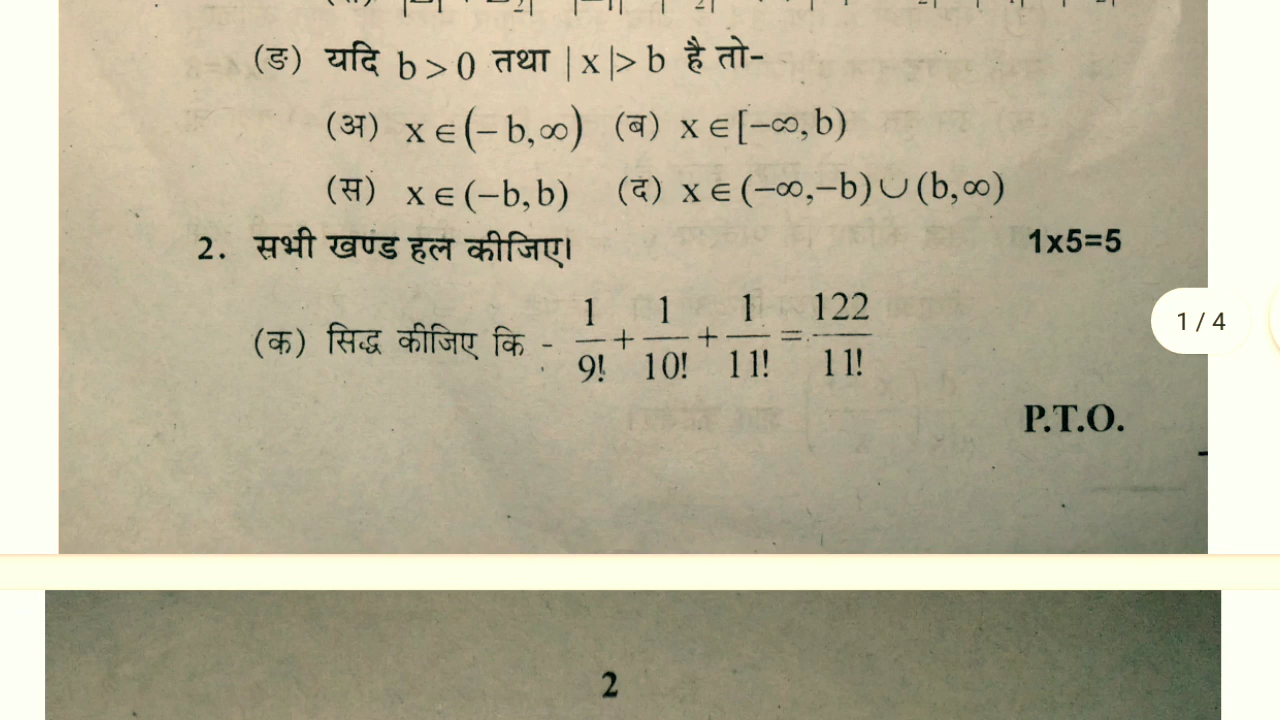 (ङ) यदि b > 0 तथा | x |> b है तो-
(अ) x ∈ (– b, ∞) (ब) x ∈ [–∞, b)
(स) x ∈ (–b, b) (द) x ∈ (–∞, –b) ∪ (b, ∞)
2. सभी खण्ड हल कीजिए। 1x5=5
(क) सिद्ध कीजिए कि - 1/9! + 1/10! + 1/11! = 122/11!
1 / 4
P.T.O.
2